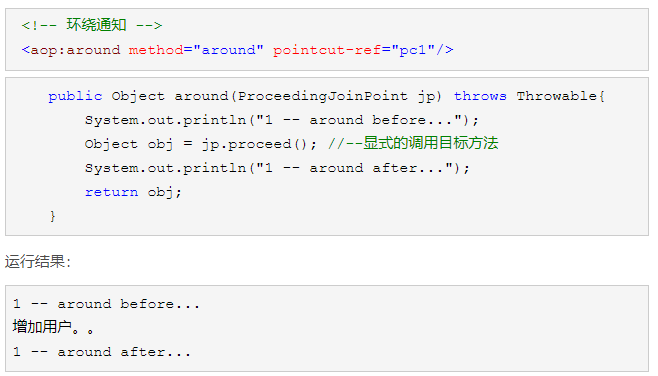 <!-- 环绕通知 -->
<aop:around method="around" pointcut-ref="pc1"/>
public Object around(ProceedingJoinPoint jp) throws Throwable{
System.out.println("1 -- around before...");
Object obj = jp.proceed(); //--显式的调用目标方法
System.out.println("1 -- around after...");
return obj;
}
运行结果：
1 -- around before...
增加用户。。
1 -- around after...